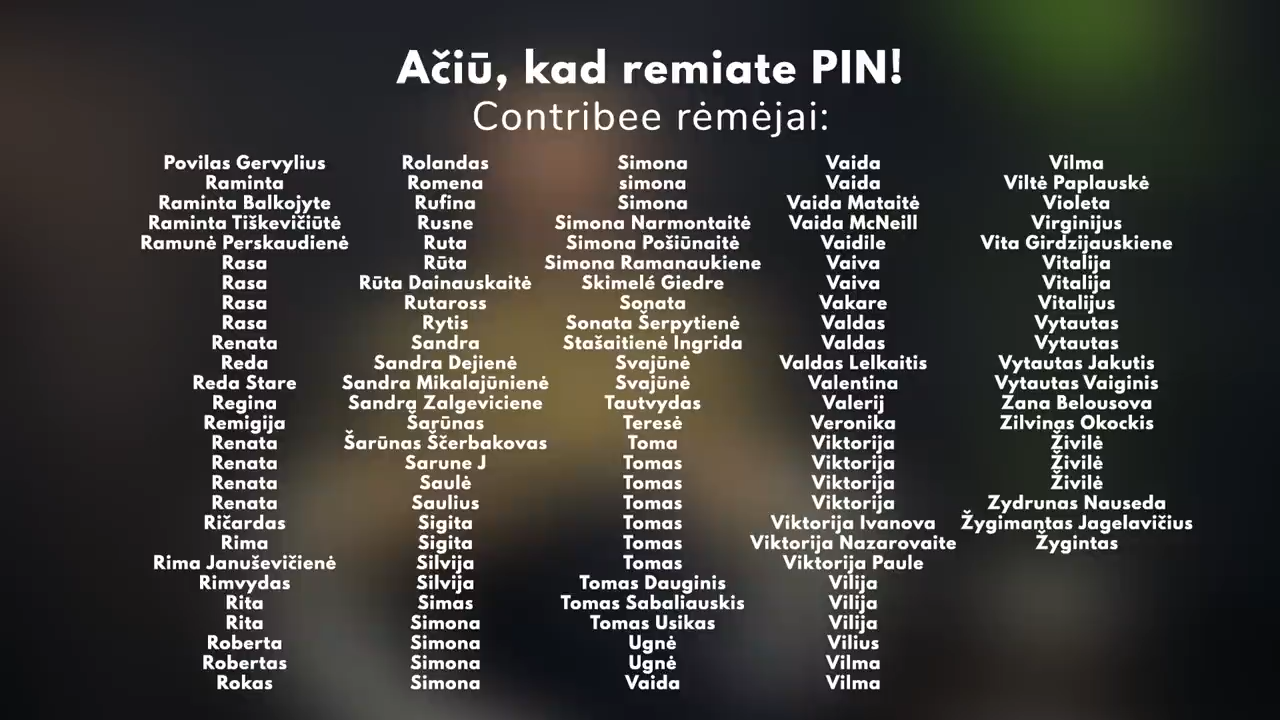 Ačiū, kad remiate PIN!
Contribee rėmėjai:
Povilas Gervylius
Raminta
Raminta Balkojyte
Raminta Tiškevičiūtė
Ramunė Perskaudienė
Rasa
Rasa
Rasa
Rasa
Renata
Reda
Reda Stare
Regina
Remigija
Renata
Renata
Renata
Renata
Ričardas
Rima
Rima Januševičienė
Rimvydas
Rita
Rita
Roberta
Robertas
Rokas
Rolandas
Romena
Rufina
Rusne
Ruta
Rūta
Rūta Dainauskaitė
Rutaross
Rytis
Sandra
Sandra Dejienė
Sandra Mikalajūnienė
Sandra Zalgeviciene
Šarūnas
Šarūnas Ščerbakovas
Sarune J
Saulė
Saulius
Sigita
Sigita
Silvija
Silvija
Simas
Simona
Simona
Simona
Simona
Simona
simona
Simona
Simona Narmontaitė
Simona Pošiūnaitė
Simona Ramanaukiene
Skimelé Giedre
Sonata
Sonata Šerpytienė
Stašaitienė Ingrida
Svajūnė
Svajūnė
Tautvydas
Teresė
Toma
Tomas
Tomas
Tomas
Tomas
Tomas
Tomas
Tomas Dauginis
Tomas Sabaliauskis
Tomas Usikas
Ugnė
Ugnė
Vaida
Vaida
Vaida
Vaida Mataitė
Vaida McNeill
Vaidile
Vaiva
Vaiva
Vakare
Valdas
Valdas
Valdas Lelkaitis
Valentina
Valerij
Veronika
Viktorija
Viktorija
Viktorija
Viktorija
Viktorija Ivanova
Viktorija Nazarovaite
Viktorija Paule
Vilija
Vilija
Vilija
Vilius
Vilma
Vilma
Vilma
Viltė Paplauskė
Violeta
Virginijus
Vita Girdzijauskiene
Vitalija
Vitalija
Vitalijus
Vytautas
Vytautas
Vytautas Jakutis
Vytautas Vaiginis
Zana Belousova
Zilvinas Okockis
Živilė
Živilė
Živilė
Zydrunas Nauseda
Žygimantas Jagelavičius
Žygintas